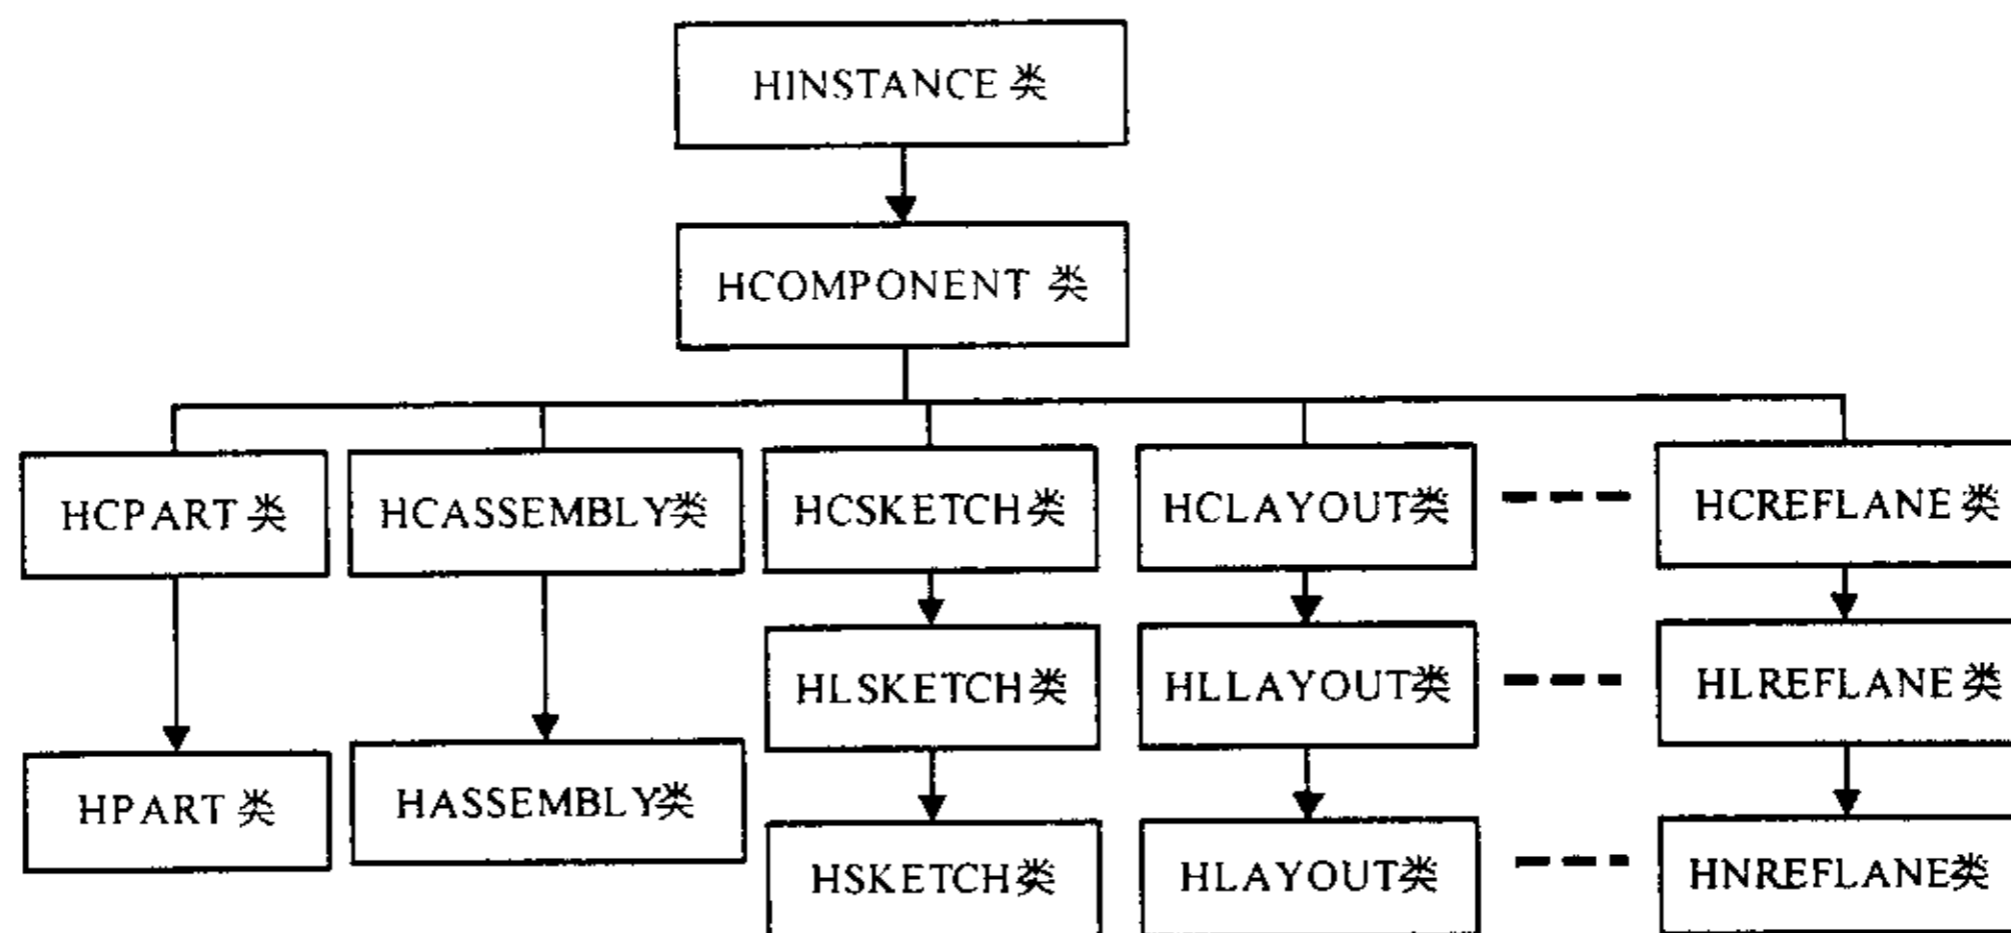 HINSTANCE 类
HCOMPONENT 类
HCPART 类
HCASSEMBLY类
HCSKETCH类
HCLAYOUT类
HCREFLANE 类
HLSKETCH类
HLLAYOUT类
HLREFLANE 类
HPART 类
HASSEMBLY类
HSKETCH类
HLAYOUT类
HNREFLANE类